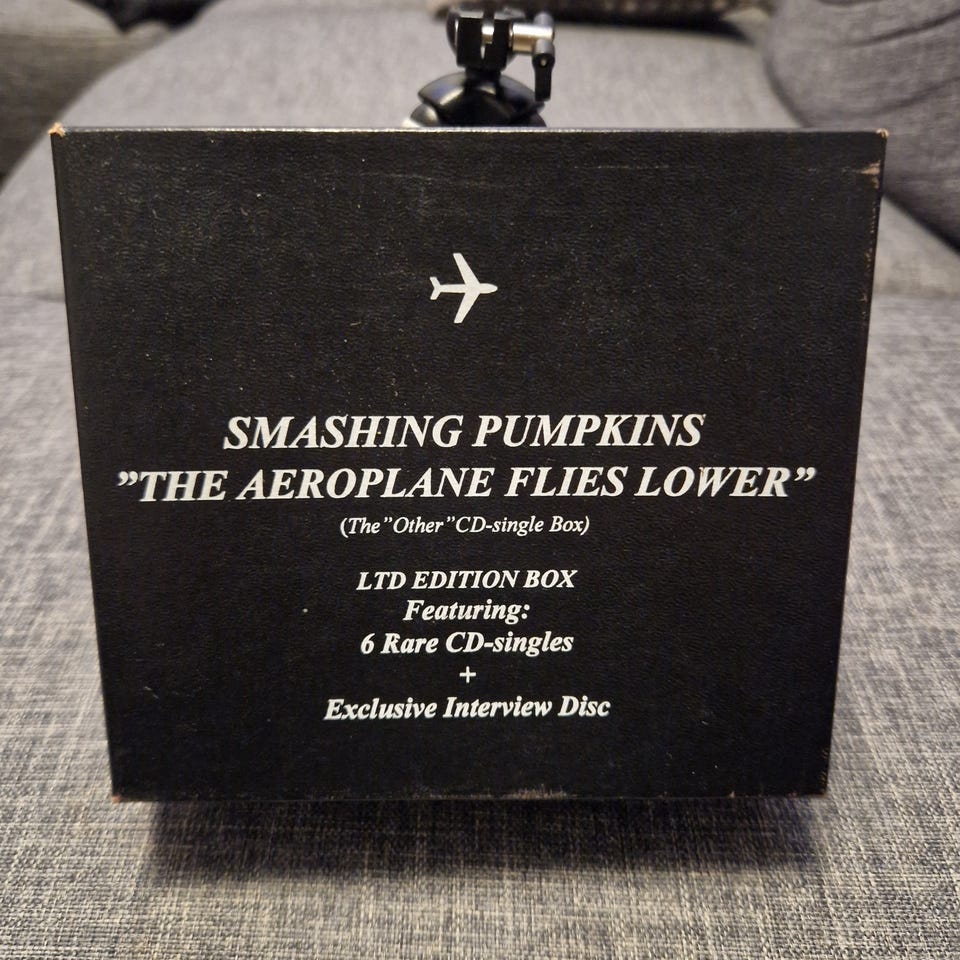 SMASHING PUMPKINS
”THE AEROPLANE FLIES LOWER”
(The ”Other ”CD-single Box)
LTD EDITION BOX
Featuring:
6 Rare CD-singles
+
Exclusive Interview Disc